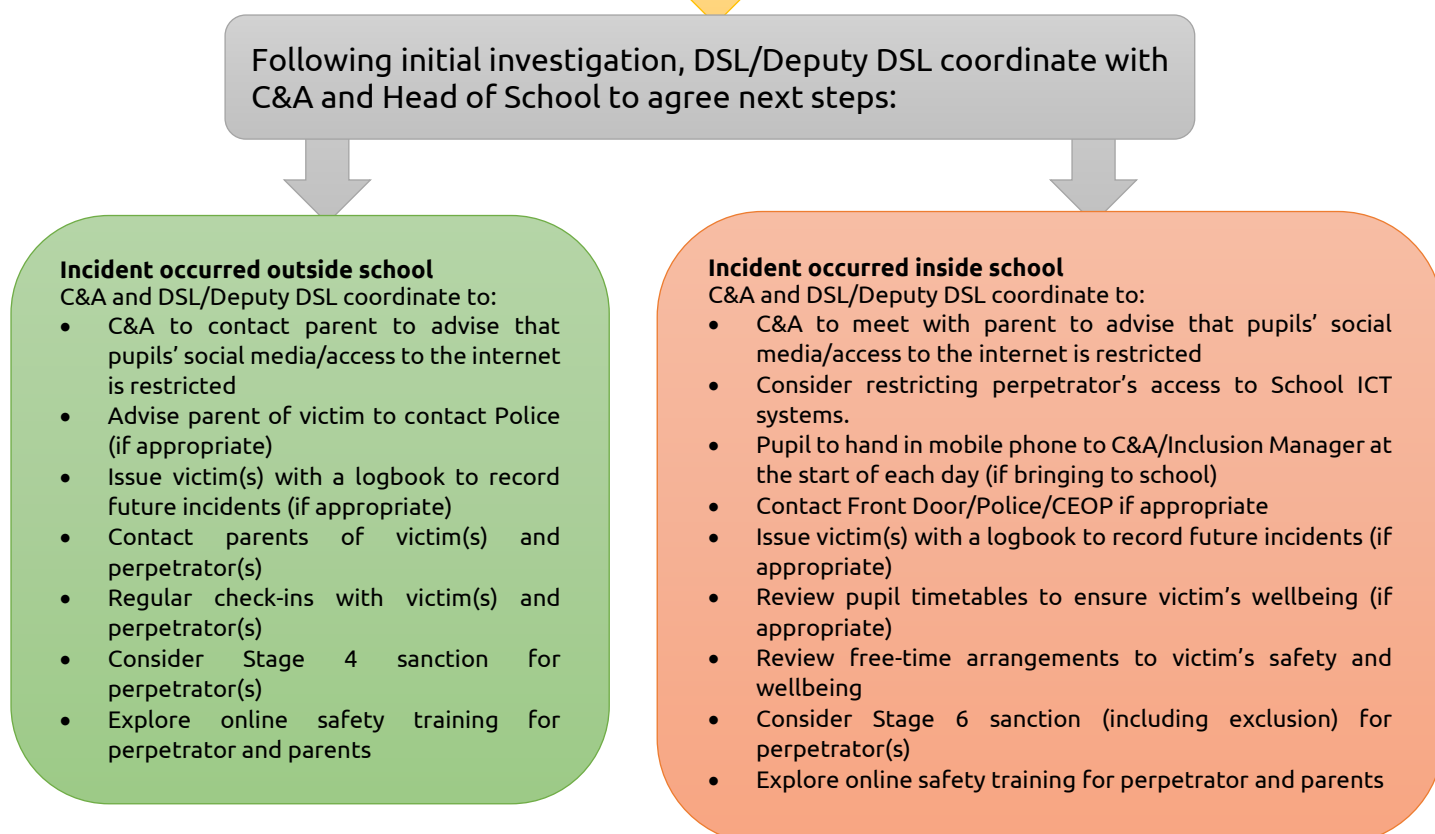 Following initial investigation, DSL/Deputy DSL coordinate with
C&A and Head of School to agree next steps:
Incident occurred outside school
C&A and DSL/Deputy DSL coordinate to:
• C&A to contact parent to advise that
pupils’ social media/access to the internet
is restricted
• Advise parent of victim to contact Police
(if appropriate)
• Issue victim(s) with a logbook to record
future incidents (if appropriate)
• Contact parents of victim(s) and
perpetrator(s)
• Regular check-ins with victim(s) and
perpetrator(s)
• Consider Stage 4 sanction for
perpetrator(s)
• Explore online safety training for
perpetrator and parents
Incident occurred inside school
C&A and DSL/Deputy DSL coordinate to:
• C&A to meet with parent to advise that pupils’ social
media/access to the internet is restricted
• Consider restricting perpetrator’s access to School ICT
systems.
• Pupil to hand in mobile phone to C&A/Inclusion Manager at
the start of each day (if bringing to school)
• Contact Front Door/Police/CEOP if appropriate
• Issue victim(s) with a logbook to record future incidents (if
appropriate)
• Review pupil timetables to ensure victim’s wellbeing (if
appropriate)
• Review free-time arrangements to victim’s safety and
wellbeing
• Consider Stage 6 sanction (including exclusion) for
perpetrator(s)
• Explore online safety training for perpetrator and parents